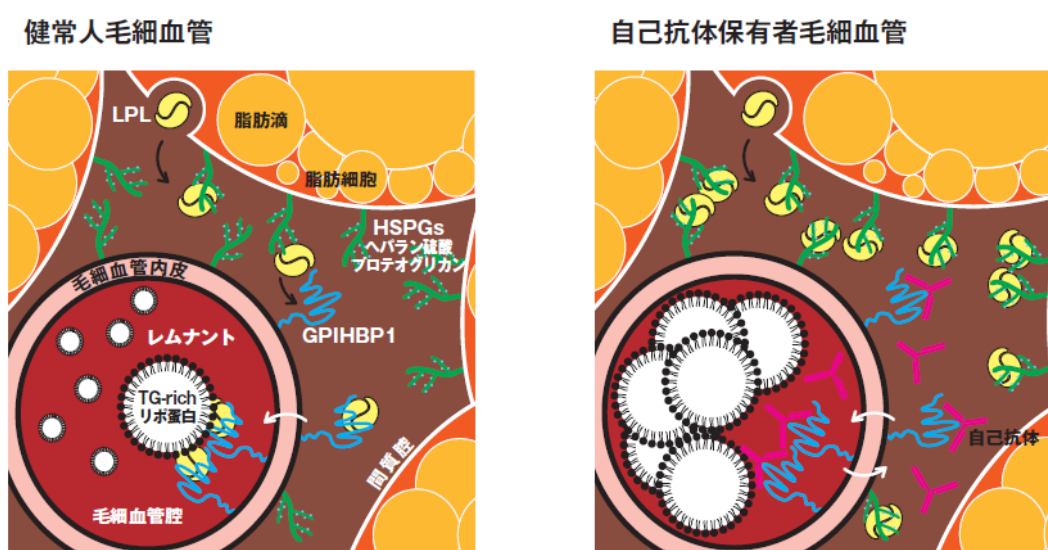 健常人毛細血管
自己抗体保有者毛細血管
LPL
脂肪滴
脂肪細胞
HSPGs
ヘパラン硫酸
プロテオグリカン
毛細血管内皮
レムナント
GPIHBP1
TG-rich
リポ蛋白
間質腔
毛細血管腔
自己抗体